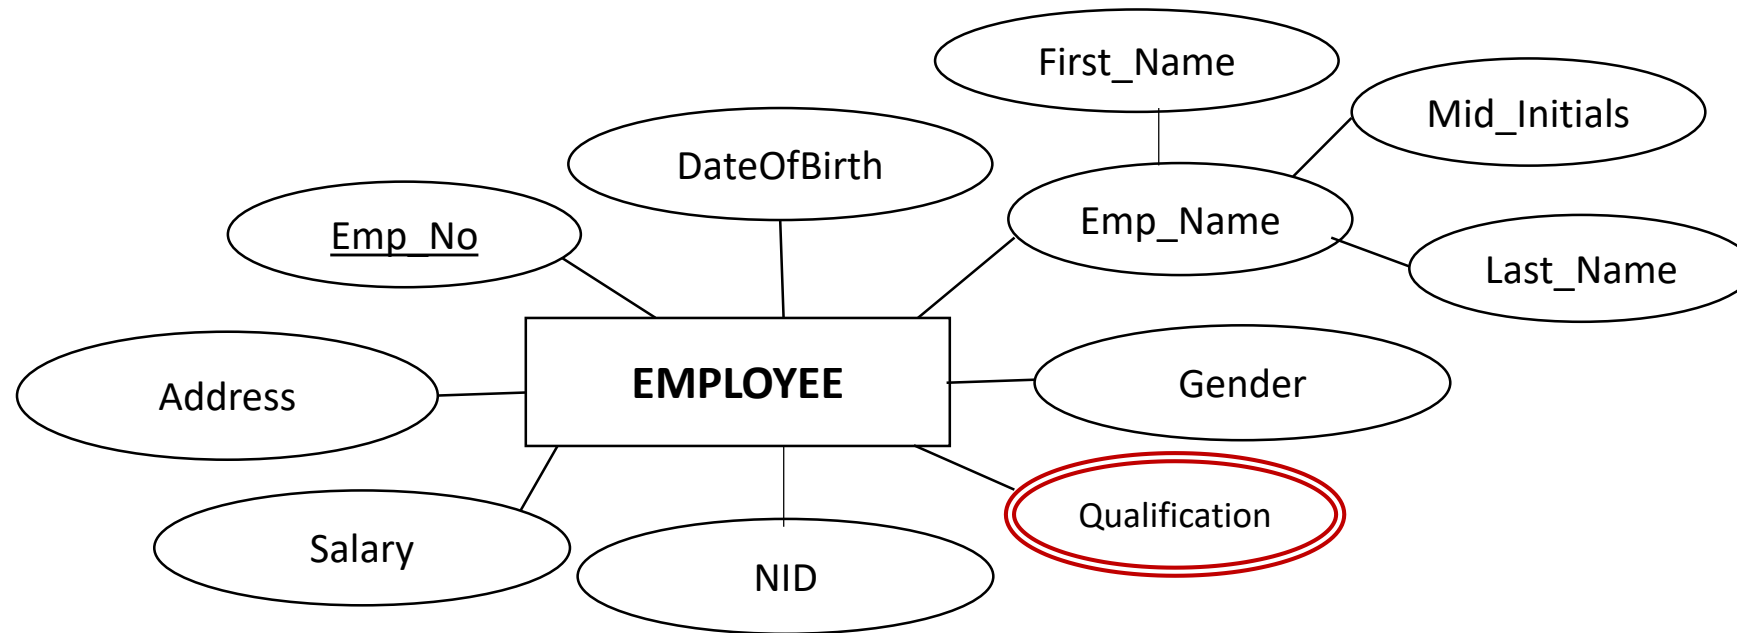 First_Name
Mid_Initials
DateOfBirth
Emp_Name
Emp_No
Last_Name
EMPLOYEE
Gender
Address
Qualification
Salary
NID